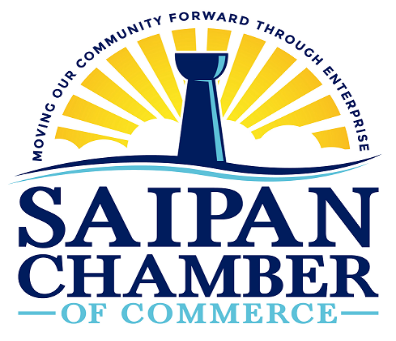 MOVING OUR COMMUNITY FORWARD THROUGH ENTERPRISE
SAIPAN
CHAMBER
OF COMMERCE